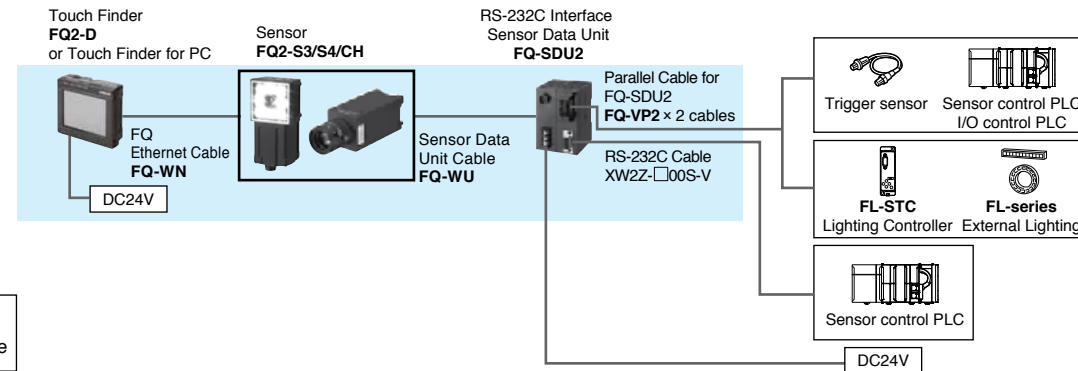 Touch Finder
FQ2-D
or Touch Finder for PC
Sensor
FQ2-S3/S4/CH
RS-232C Interface
Sensor Data Unit
FQ-SDU2
FQ
Ethernet Cable
FQ-WN
DC24V
Sensor Data
Unit Cable
FQ-WU
Parallel Cable for
FQ-SDU2
FQ-VP2 × 2 cables
RS-232C Cable
XW2Z-□00S-V
Trigger sensor
Sensor control PLC
I/O control PLC
FL-STC
Lighting Controller
FL-series
External Lighting
Sensor control PLC
DC24V
e